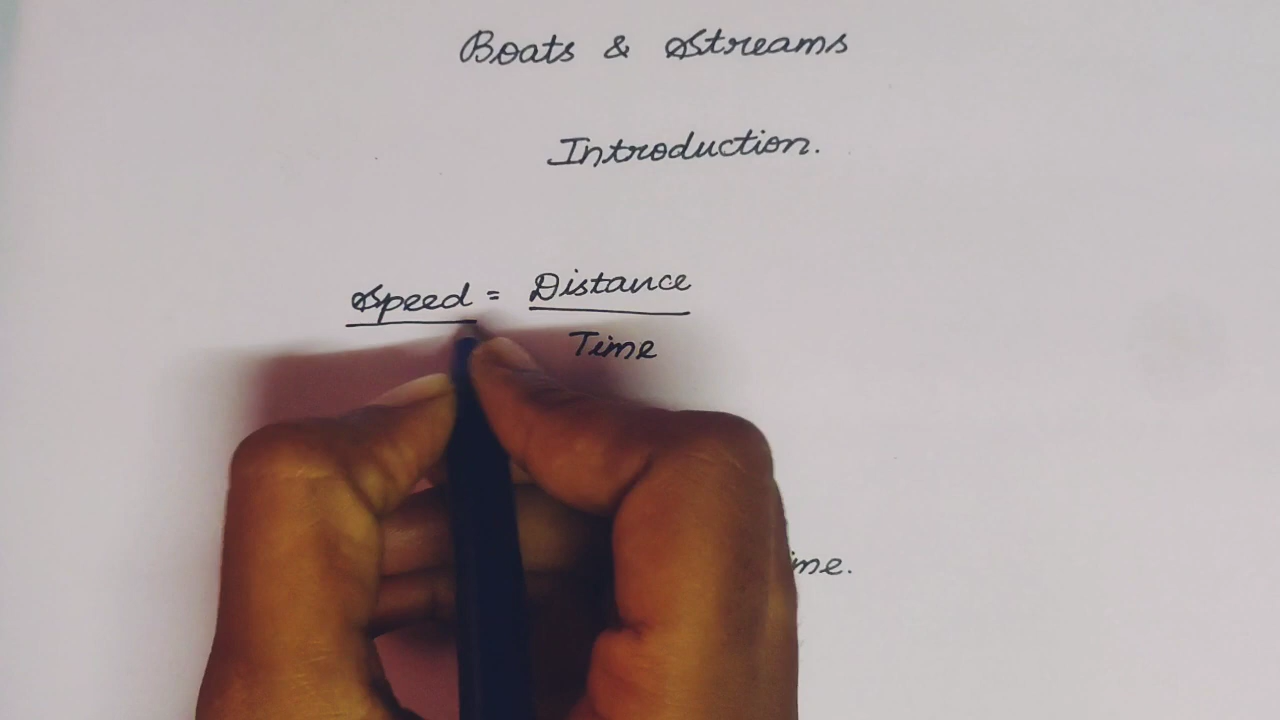 Boats & Streams
Introduction.
Speed = Distance
Time